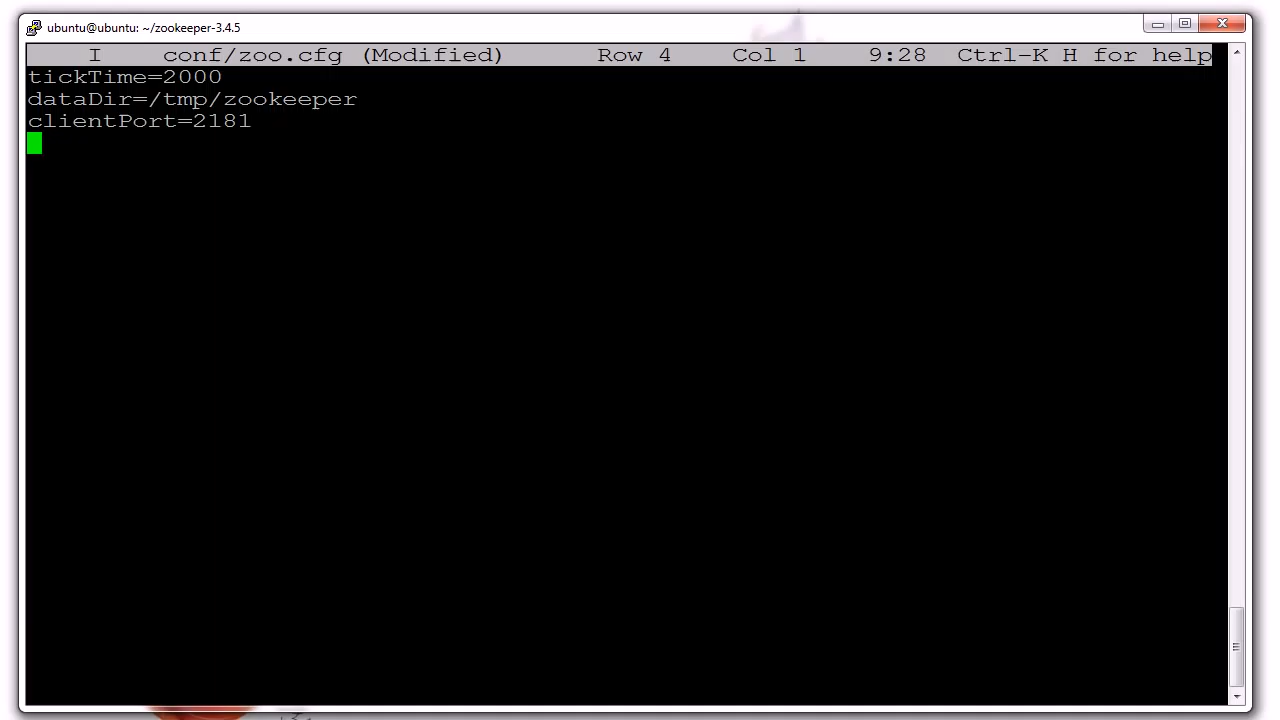 ubuntu@ubuntu: ~/zookeeper-3.4.5
I conf/zoo.cfg (Modified) Row 4 Col 1 9:28 Ctrl-K H for help
tickTime=2000
dataDir=/tmp/zookeeper
clientPort=2181